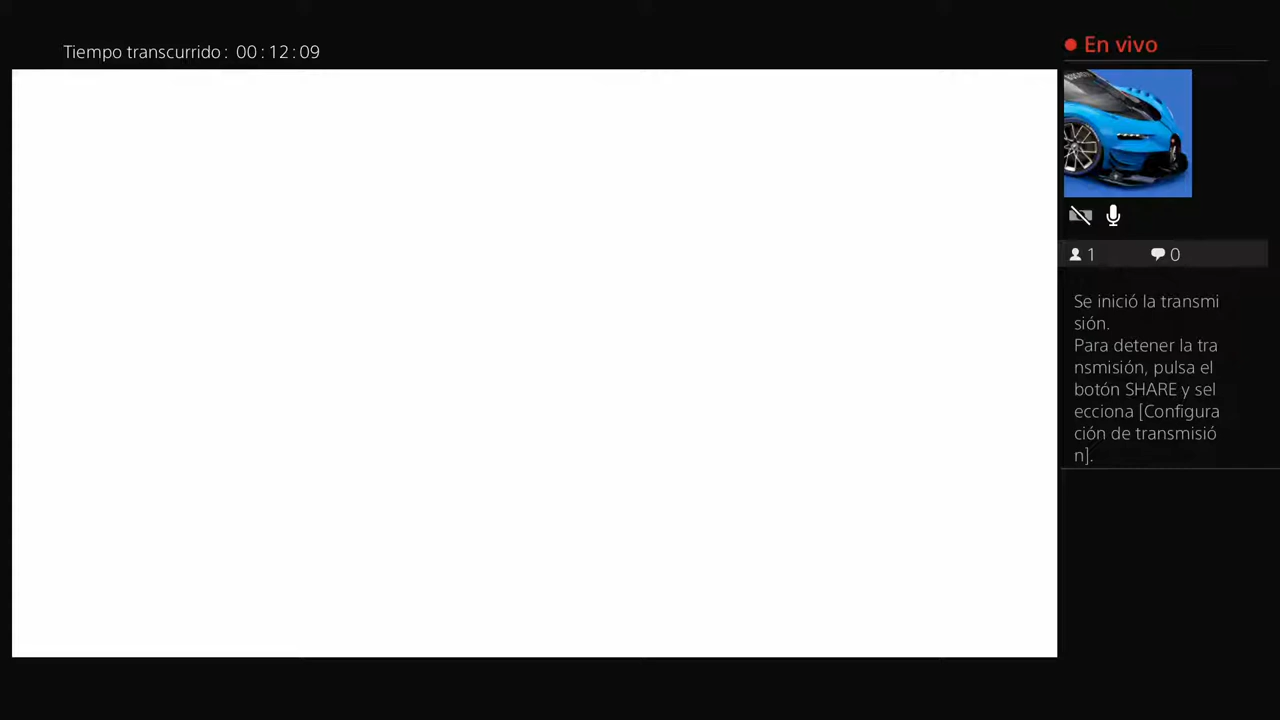 Tiempo transcurrido: 00:12:09
En vivo
1
0
Se inició la transmi
sión.
Para detener la tra
nsmisión, pulsa el
botón SHARE y sel
ecciona [Configura
ción de transmisió
n].